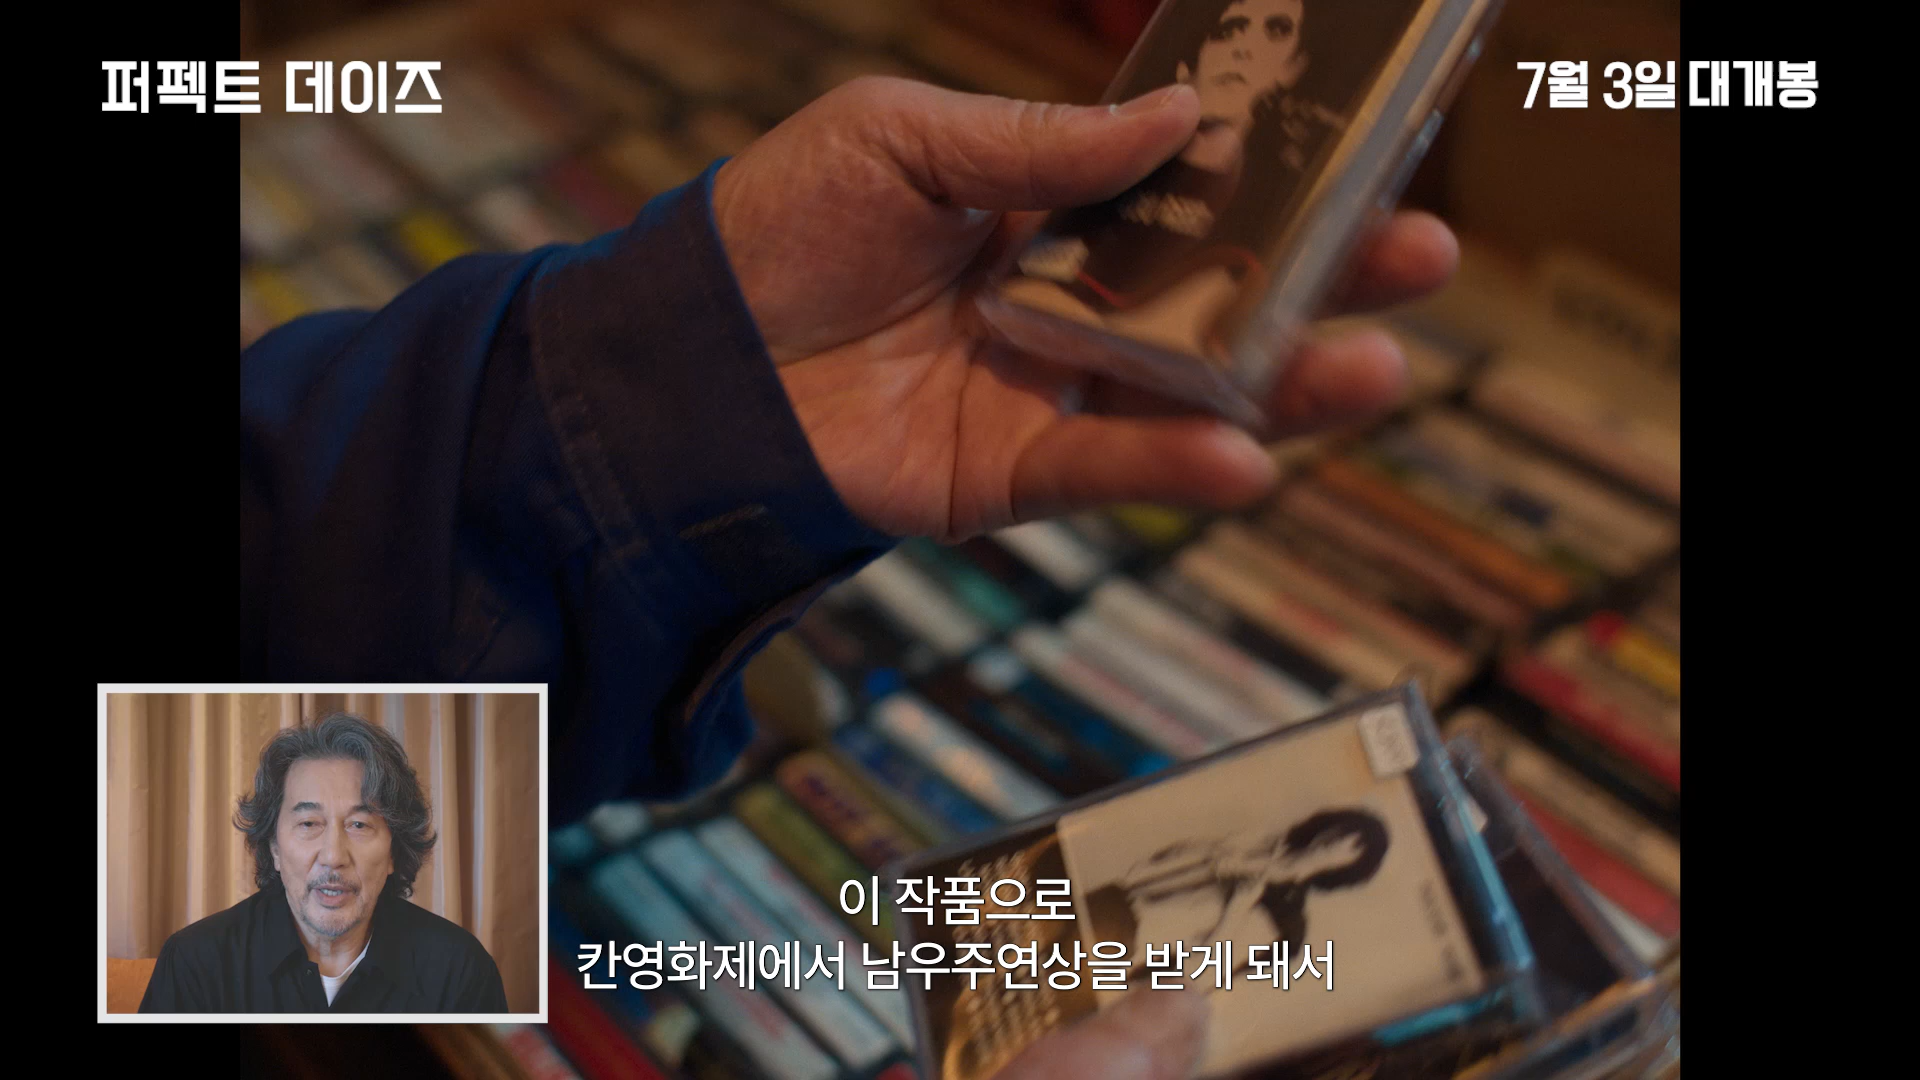 퍼펙트 데이즈
7월 3일 대개봉
이 작품으로
칸영화제에서 남우주연상을 받게 돼서